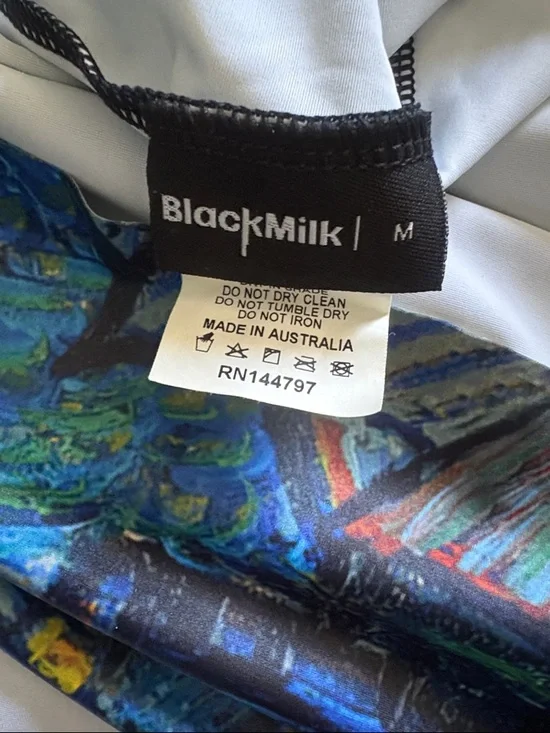 BlackMilk | M
DO NOT DRY CLEAN
DO NOT TUMBLE DRY
DO NOT IRON
MADE IN AUSTRALIA
RN144797